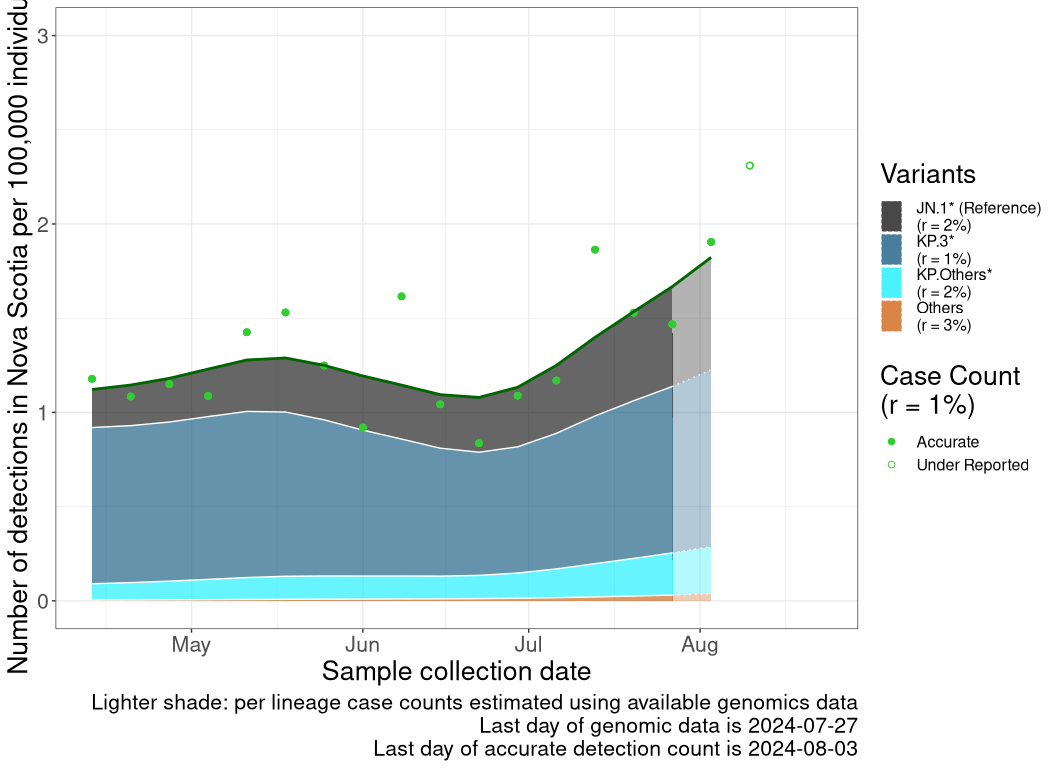 Number of detections in Nova Scotia per 100,000
3
2
1
0
May
Jun
Jul
Aug
Sample collection date
Lighter shade: per lineage case counts estimated using available genomics data
Last day of genomic data is 2024-07-27
Last day of accurate detection count is 2024-08-03
Variants
JN.1* (Reference)
(r = 2%)
KP.3*
(r = 1%)
KP.Others*
(r = 2%)
Others
(r = 3%)
Case Count
(r = 1%)
Accurate
Under Reported